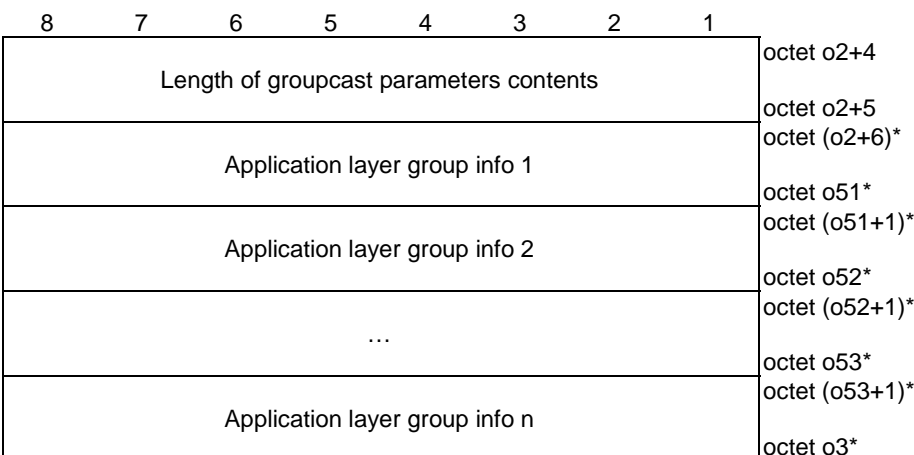 8 7 6 5 4 3 2 1
octet o2+4
Length of groupcast parameters contents
octet o2+5
octet (o2+6)*
Application layer group info 1
octet o51*
octet (o51+1)*
Application layer group info 2
octet o52*
octet (o52+1)*
…
octet o53*
octet (o53+1)*
Application layer group info n
octet o3*